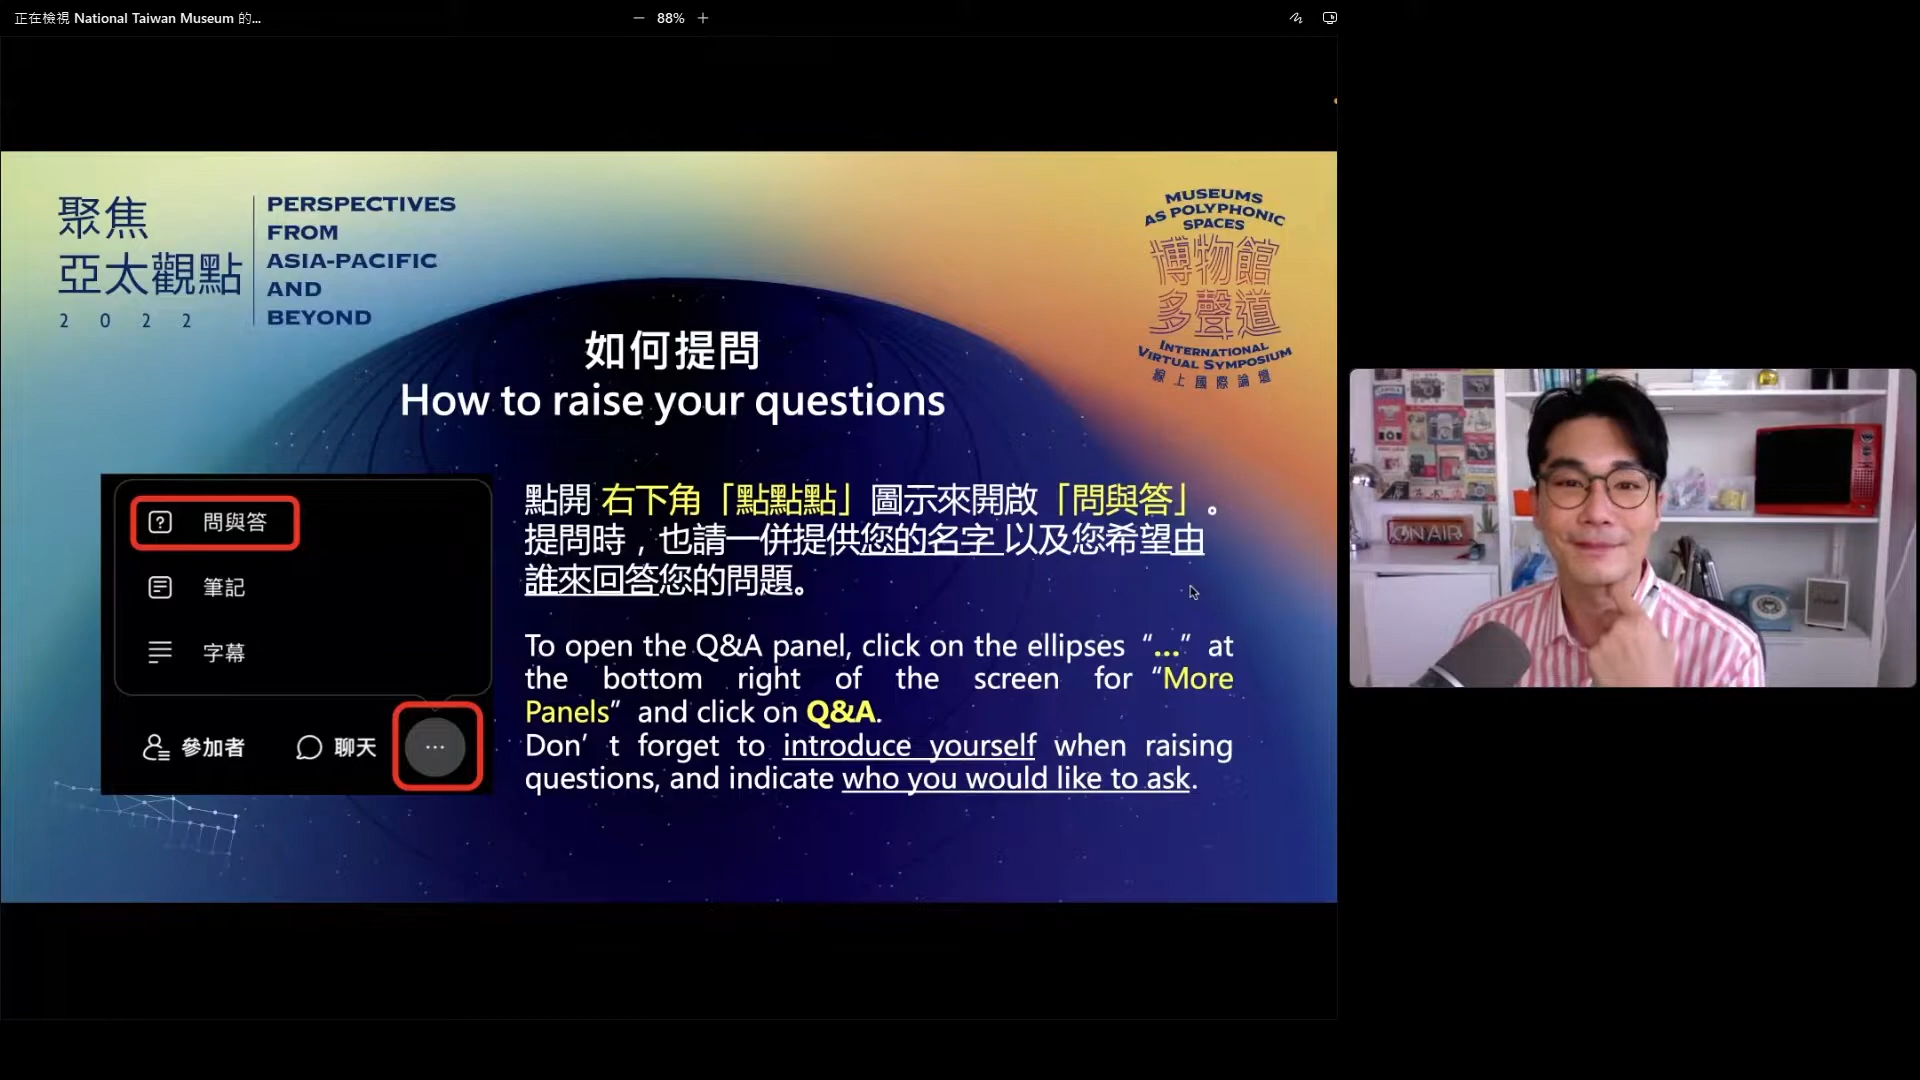 正在檢視 National Taiwan Museum 的...
88%
聚焦
亞太觀點
2022
PERSPECTIVES
FROM
ASIA-PACIFIC
AND
BEYOND
MUSEUMS
AS POLYPHONIC
SPACES
博物館
多聲道
INTERNATIONAL
VIRTUAL SYMPOSIUM
線上國際論壇
如何提問
How to raise your questions
問與答
筆記
字幕
參加者
聊天
...
點開 右下角「點點點」圖示來開啟「問與答」。
提問時，也請一併提供您的名字 以及您希望由
誰來回答您的問題。
To open the Q&A panel, click on the ellipses “...” at
the bottom right of the screen for “More
Panels” and click on Q&A.
Don’t forget to introduce yourself when raising
questions, and indicate who you would like to ask.
ON AIR